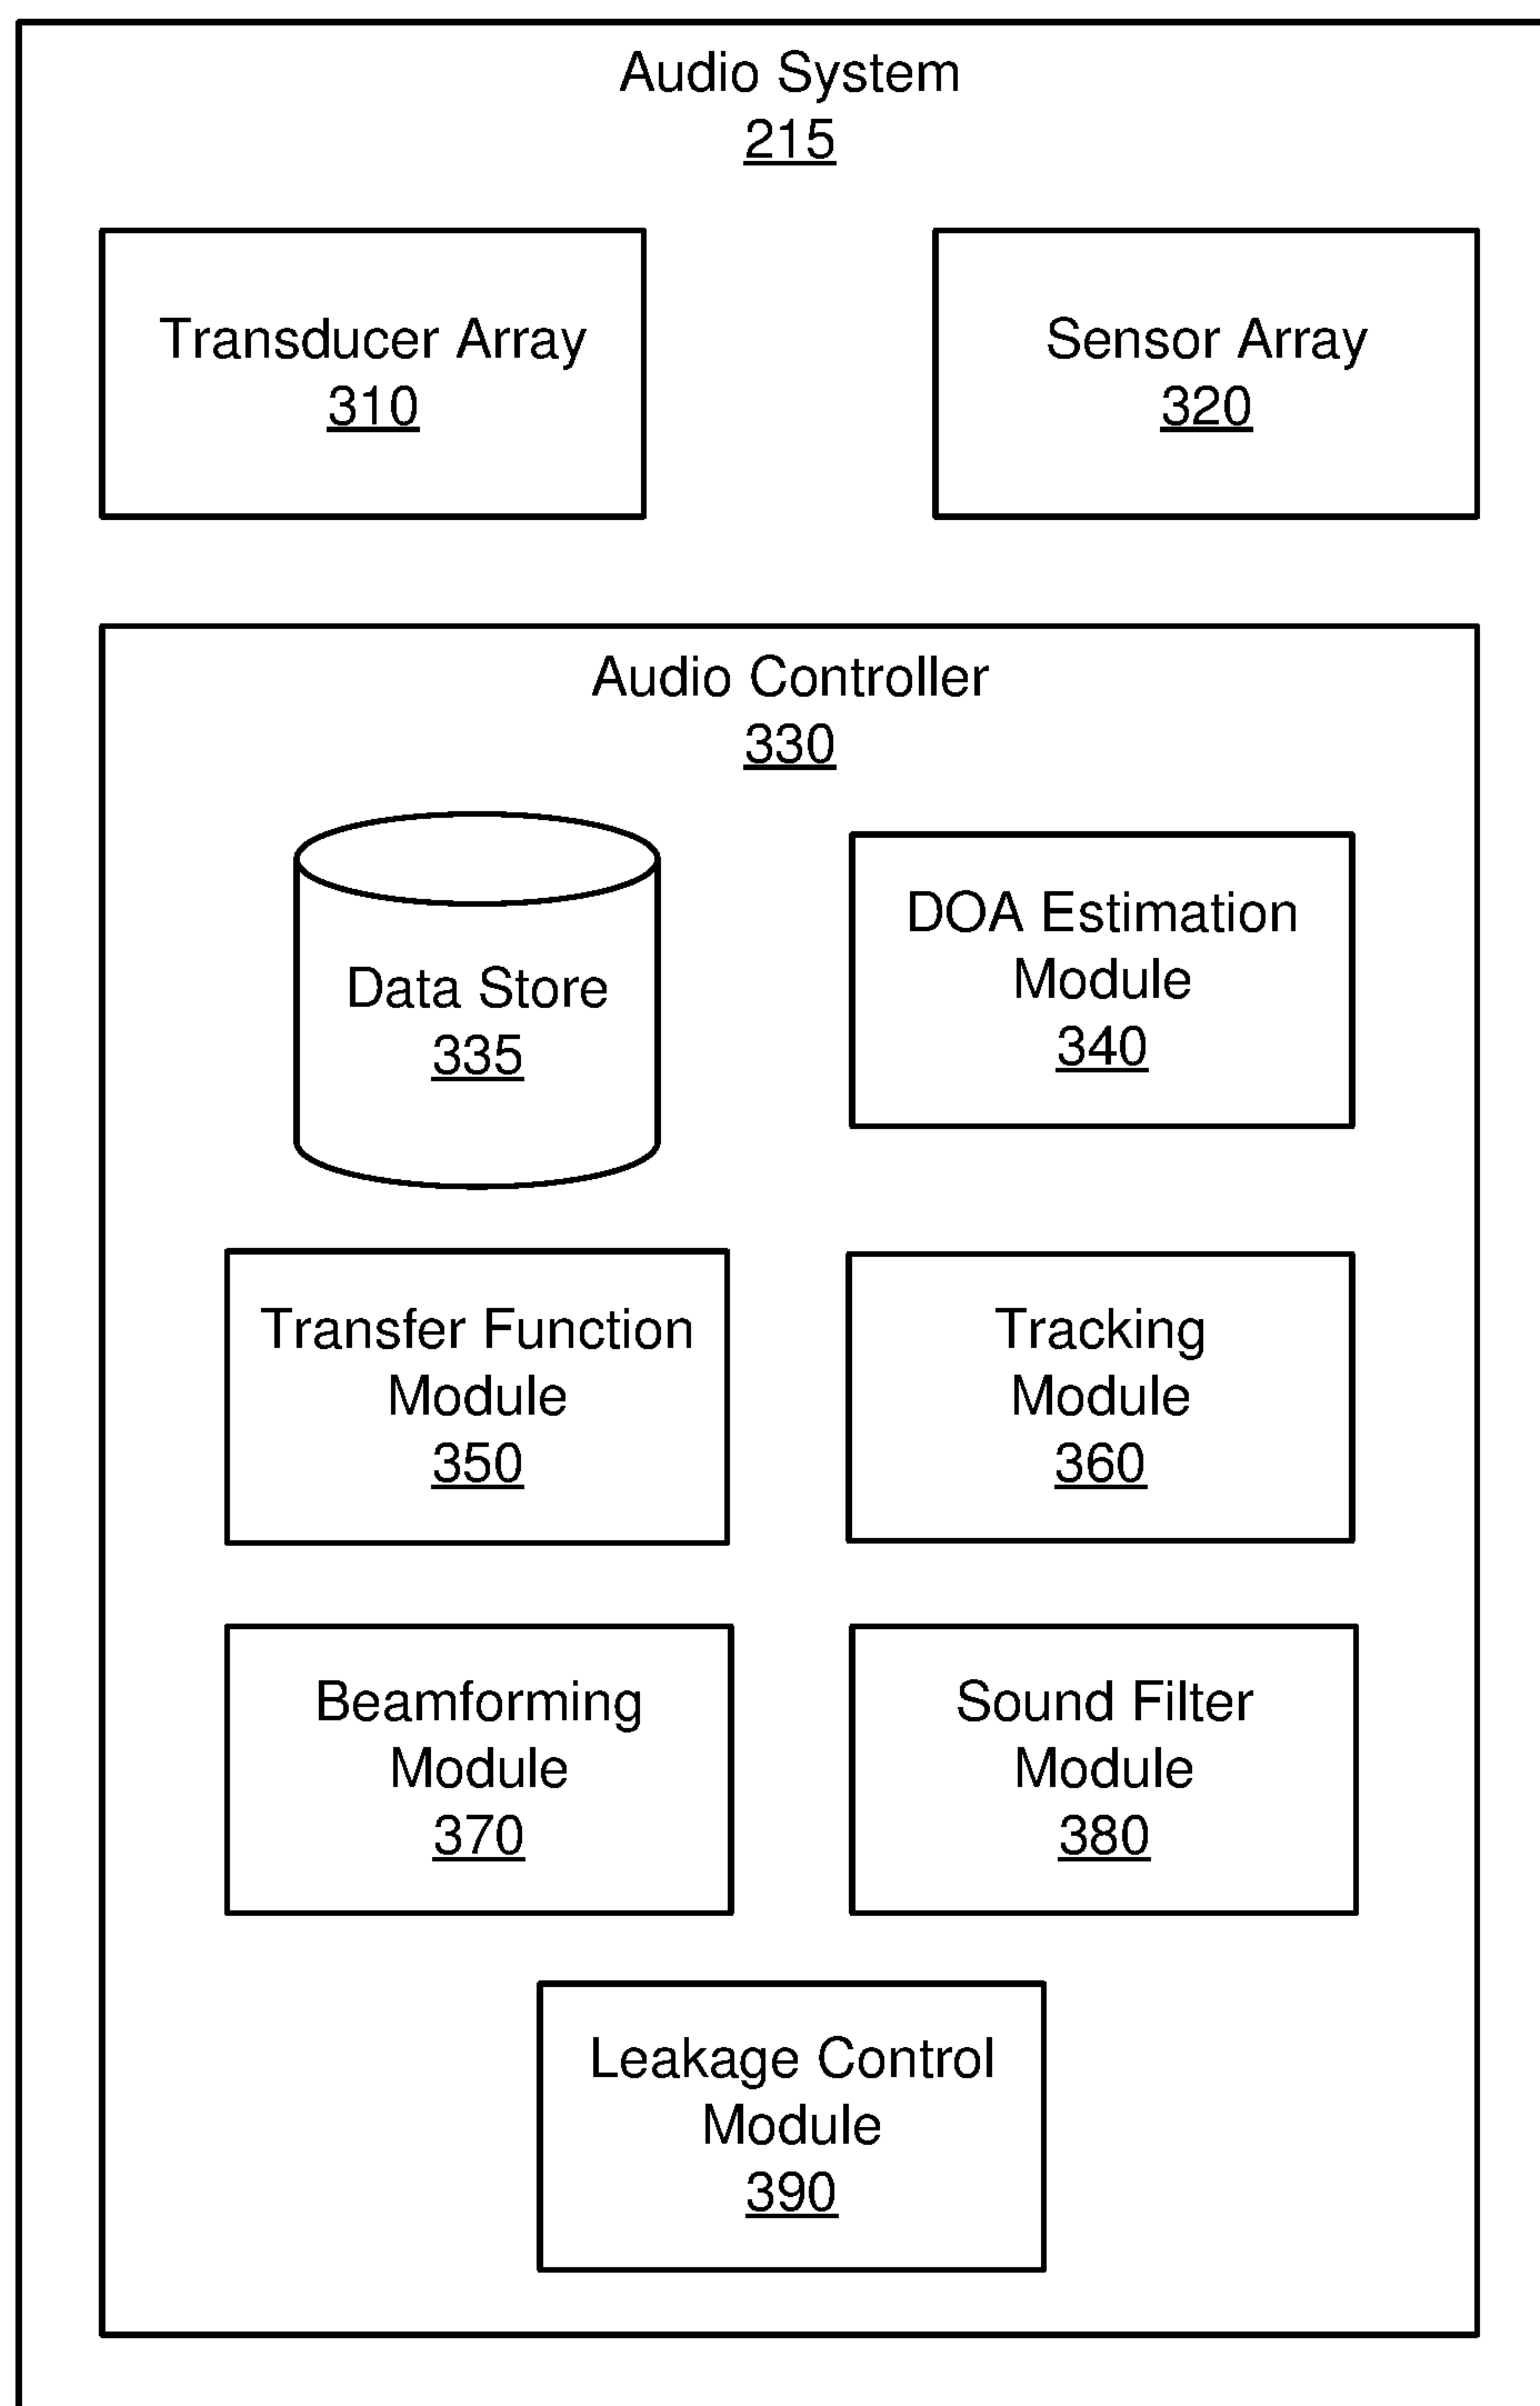 Audio System
215
Transducer Array
310
Sensor Array
320
Audio Controller
330
Data Store
335
DOA Estimation
Module
340
Transfer Function
Module
350
Tracking
Module
360
Beamforming
Module
370
Sound Filter
Module
380
Leakage Control
Module
390